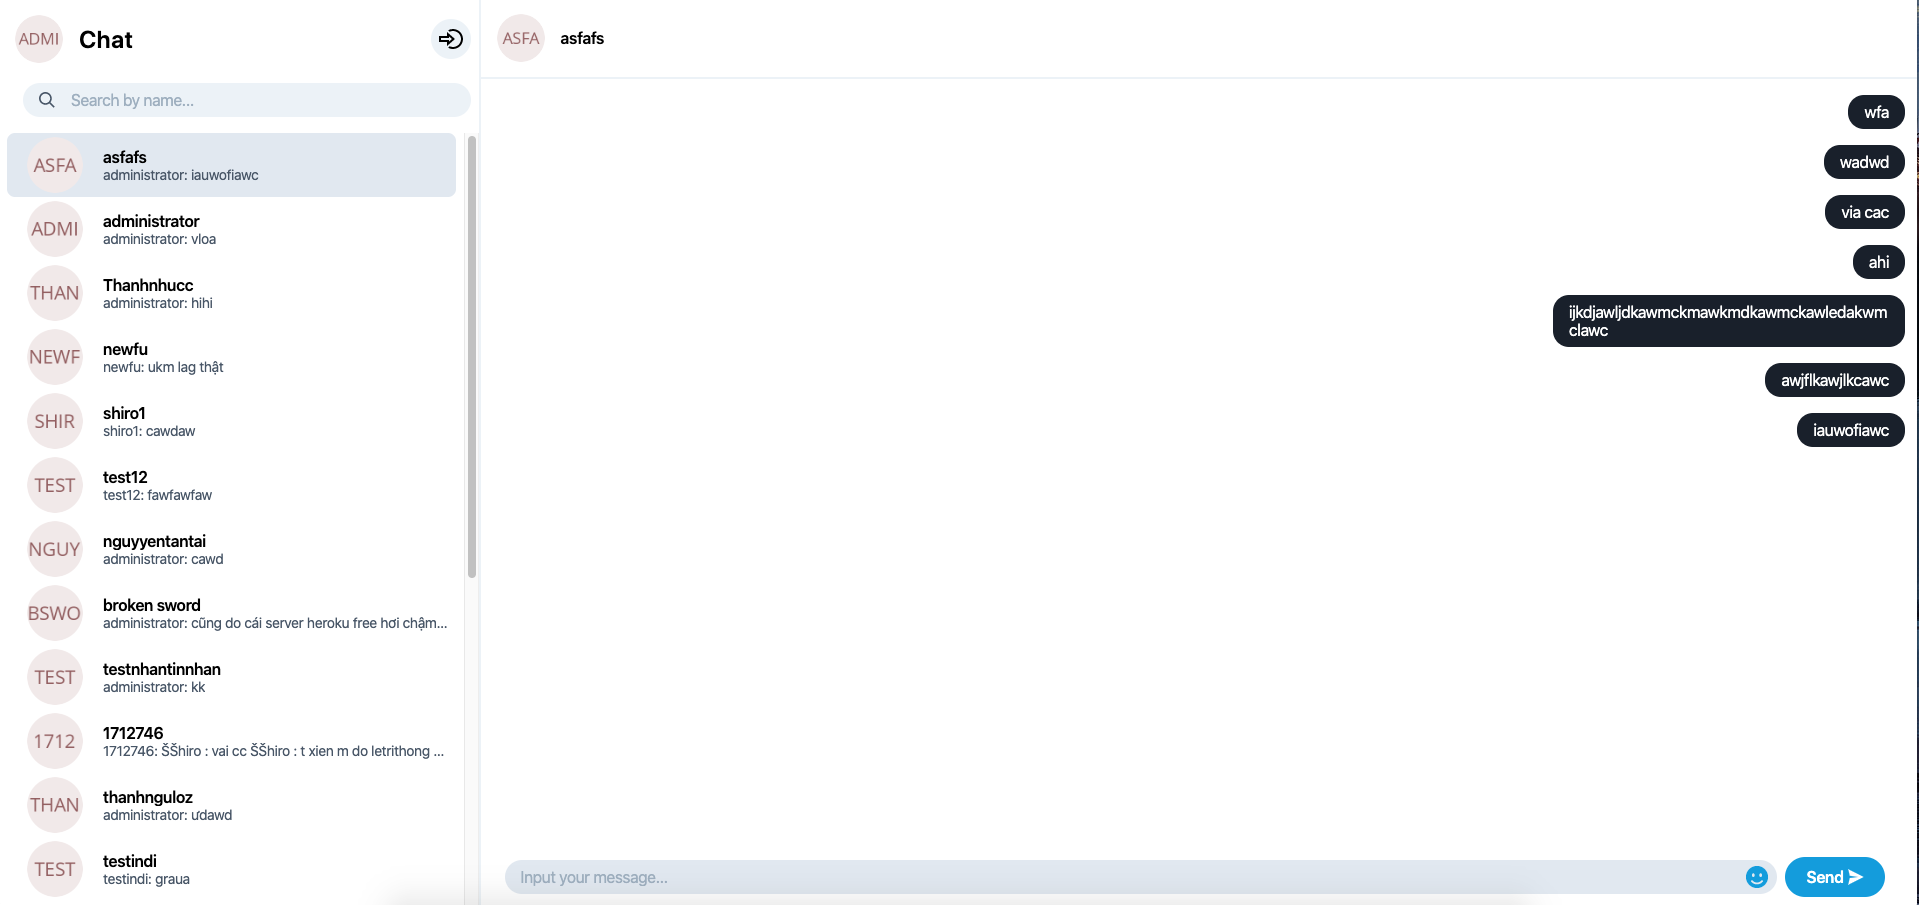 ADMI Chat
Search by name...
ASFA
asfafs
administrator: iauwofiawc
ADMI
administrator
administrator: vloa
THAN
Thanhnhucc
administrator: hihi
NEWF
newfu
newfu: ukm lag thật
SHIR
shiro1
shiro1: cawdaw
TEST
test12
test12: fawfawfaw
NGUY
nguyyentantai
administrator: cawd
BSWO
broken sword
administrator: cũng do cái server heroku free hơi chậm...
TEST
testnhantinnhan
administrator: kk
1712
1712746
1712746: ŠŠhiro : vai cc ŠŠhiro : t xien m do letrithong ...
THAN
thanhnguloz
administrator: ưdawd
TEST
testindi
testindi: graua
ASFA asfafs
wfa
wadwd
via cac
ahi
ijkdjawljdkawmckmawkmdkawmckawledakwm
clawc
awjflkawjlkcawc
iauwofiawc
Input your message...
Send